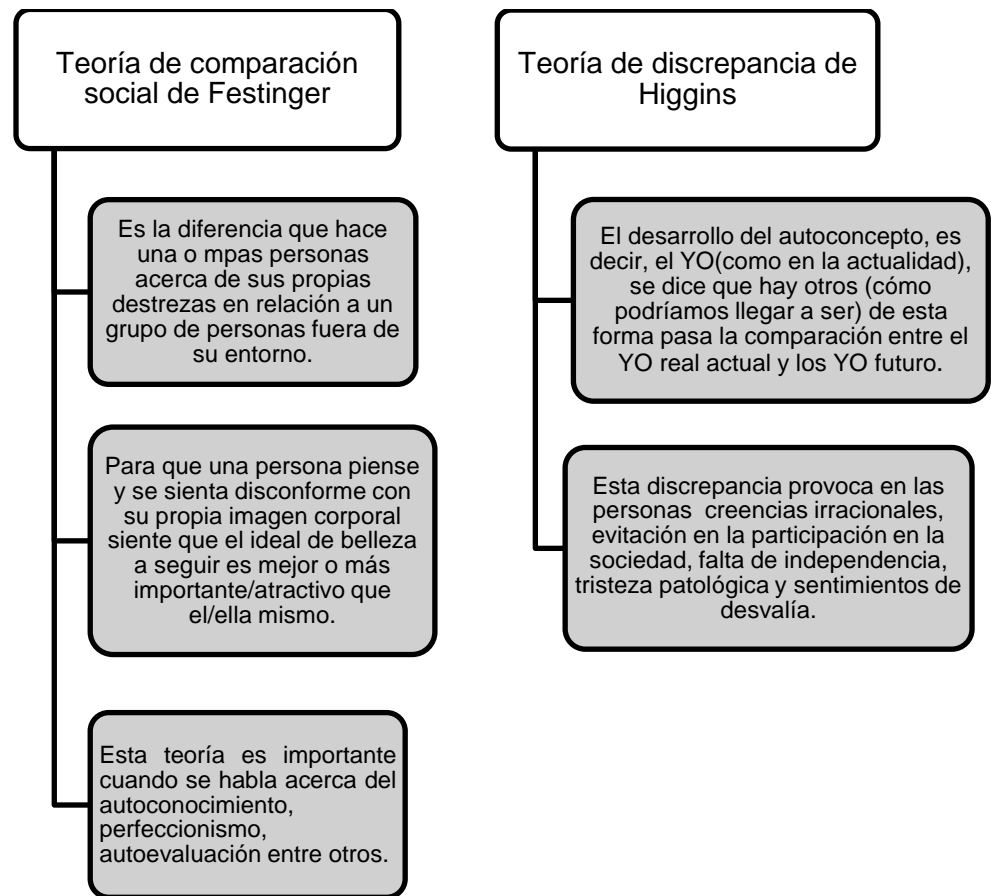 Teoría de comparación
social de Festinger
Es la diferencia que hace
una o mpas personas
acerca de sus propias
destrezas en relación a un
grupo de personas fuera de
su entorno.
Para que una persona piense
y se sienta disconforme con
su propia imagen corporal
siente que el ideal de belleza
a seguir es mejor o más
importante/atractivo que
el/ella mismo.
Esta teoría es importante
cuando se habla acerca del
autoconocimiento,
perfeccionismo,
autoevaluación entre otros.
Teoría de discrepancia de
Higgins
El desarrollo del autoconcepto, es
decir, el YO(como en la actualidad),
se dice que hay otros (cómo
podríamos llegar a ser) de esta
forma pasa la comparación entre el
YO real actual y los YO futuro.
Esta discrepancia provoca en las
personas creencias irracionales,
evitación en la participación en la
sociedad, falta de independencia,
tristeza patológica y sentimientos de
desvalía.